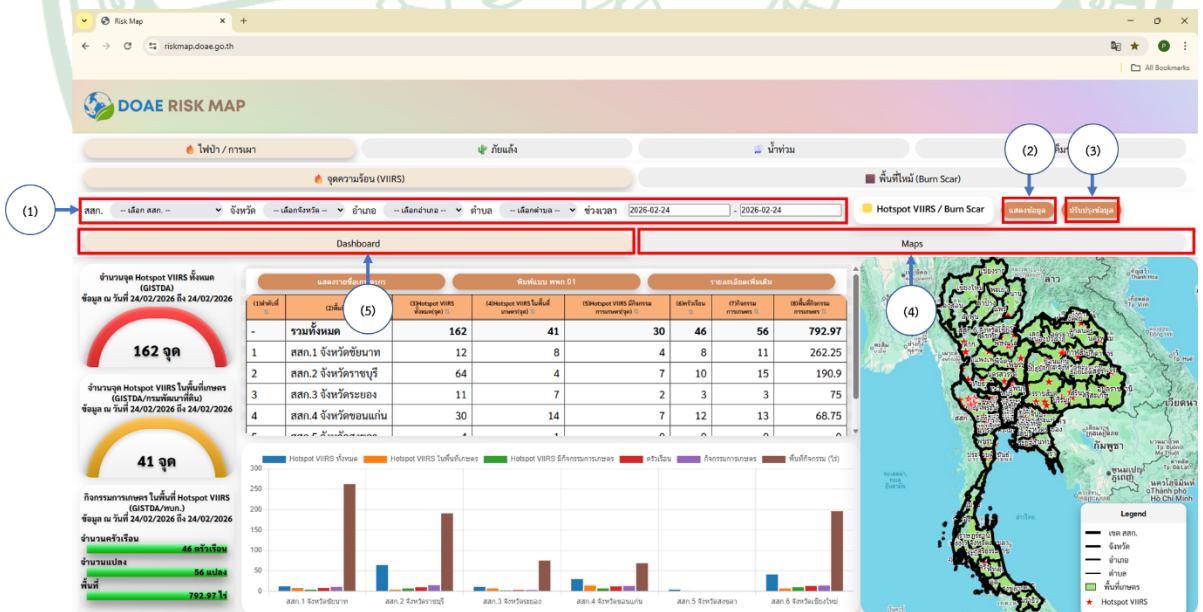 Risk Map
riskmap.doae.go.th
All Bookmarks
DOAE RISK MAP
ไฟป่า / การเผา
ภัยแล้ง
น้ำท่วม
(2)
(3)
จุดความร้อน (VIIRS)
พื้นที่ไหม้ (Burn Scar)
(1)
สสก. -- เลือก สสก. -- จังหวัด -- เลือกจังหวัด -- อำเภอ -- เลือกอำเภอ -- ตำบล -- เลือกตำบล -- ช่วงเวลา 2026-02-24 - 2026-02-24
Hotspot VIIRS / Burn Scar
แสดงข้อมูล
ปรับปรุงข้อมูล
Dashboard
Maps
(5)
(4)
จำนวนจุด Hotspot VIIRS ทั้งหมด
(GISTDA)
ข้อมูล ณ วันที่ 24/02/2026 ถึง 24/02/2026
162 จุด
จำนวนจุด Hotspot VIIRS ในพื้นที่เกษตร
(GISTDA/กรมพัฒนาที่ดิน)
ข้อมูล ณ วันที่ 24/02/2026 ถึง 24/02/2026
41 จุด
กิจกรรมการเกษตร ในพื้นที่ Hotspot VIIRS
(GISTDA/ทบก.)
ข้อมูล ณ วันที่ 24/02/2026 ถึง 24/02/2026
จำนวนครัวเรือน
46 ครัวเรือน
จำนวนแปลง
56 แปลง
พื้นที่
792.97 ไร่
พิมพ์แบบ พพก.01
รายละเอียดเพิ่มเติม
(1)ลำดับที่ (3)Hotspot VIIRS ทั้งหมด(จุด) (4)Hotspot VIIRS ในพื้นที่เกษตร(จุด) (5)Hotspot VIIRS มีกิจกรรมการเกษตร(จุด) (6)ครัวเรือน (7)กิจกรรมการเกษตร (8)พื้นที่กิจกรรมการเกษตร
- รวมทั้งหมด 162 41 30 46 56 792.97
1 สสก.1 จังหวัดชัยนาท 12 8 4 8 11 262.25
2 สสก.2 จังหวัดราชบุรี 64 4 7 10 15 190.9
3 สสก.3 จังหวัดระยอง 11 7 2 3 3 75
4 สสก.4 จังหวัดขอนแก่น 30 14 7 12 13 68.75
Hotspot VIIRS ทั้งหมด Hotspot VIIRS ในพื้นที่เกษตร Hotspot VIIRS มีกิจกรรมการเกษตร ครัวเรือน กิจกรรมการเกษตร พื้นที่กิจกรรม (ไร่)
300
250
200
150
100
50
0
สสก.1 จังหวัดชัยนาท สสก.2 จังหวัดราชบุรี สสก.3 จังหวัดระยอง สสก.4 จังหวัดขอนแก่น สสก.5 จังหวัดสงขลา สสก.6 จังหวัดเชียงใหม่
ลาว
กัมพูชา
Legend
เขต สสก.
จังหวัด
อำเภอ
ตำบล
พื้นที่เกษตร
Hotspot VIIRS